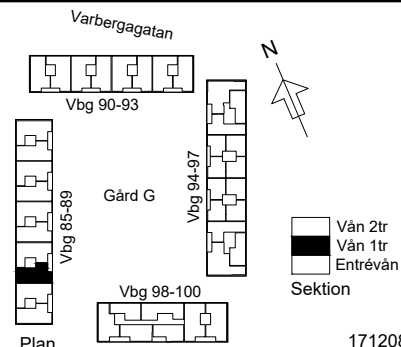 Varbergagatan
N
Vbg 90-93
Vbg 85-89
Gård G
Vbg 94-97
Vån 2tr
Vån 1tr
Entrévån
Sektion
Vbg 98-100
Plan
171208